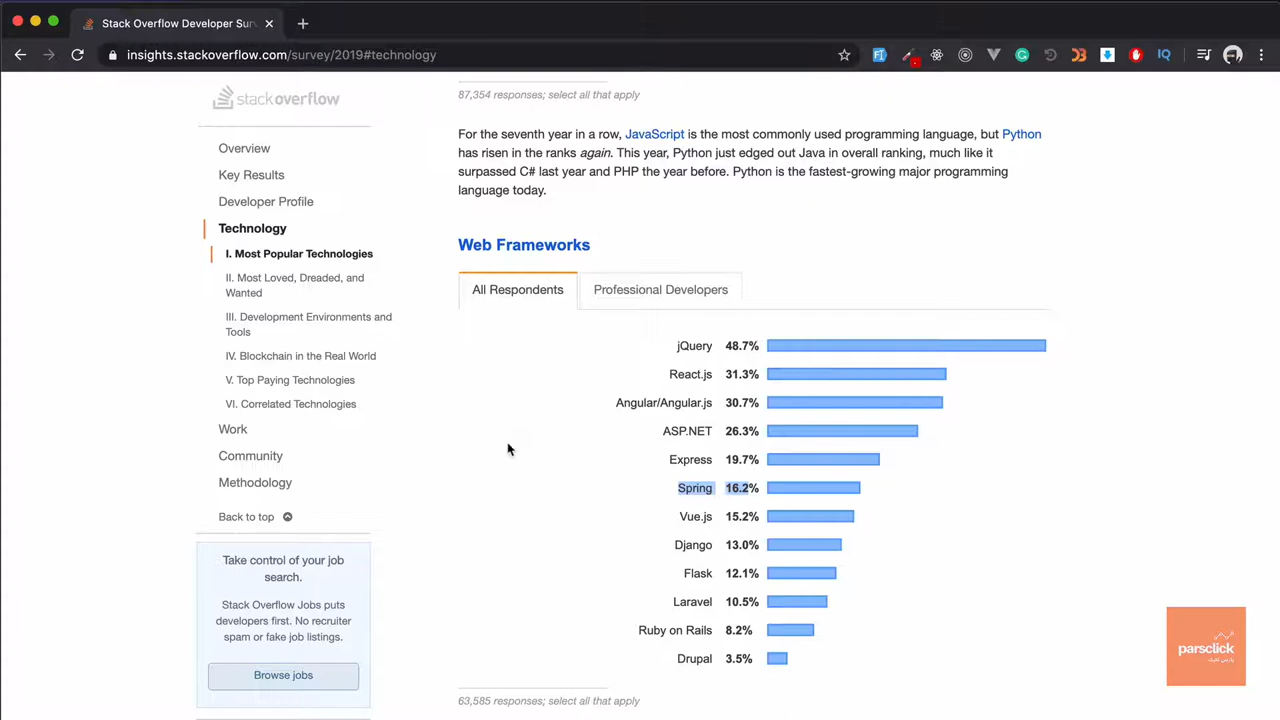 Stack Overflow Developer Sur
insights.stackoverflow.com/survey/2019#technology
stackoverflow
Overview
Key Results
Developer Profile
Technology
I. Most Popular Technologies
II. Most Loved, Dreaded, and
Wanted
III. Development Environments and
Tools
IV. Blockchain in the Real World
V. Top Paying Technologies
VI. Correlated Technologies
Work
Community
Methodology
Back to top
Take control of your job
search.
Stack Overflow Jobs puts
developers first. No recruiter
spam or fake job listings.
Browse jobs
87,354 responses; select all that apply
For the seventh year in a row, JavaScript is the most commonly used programming language, but Python
has risen in the ranks again. This year, Python just edged out Java in overall ranking, much like it
surpassed C# last year and PHP the year before. Python is the fastest-growing major programming
language today.
Web Frameworks
All Respondents Professional Developers
jQuery 48.7%
React.js 31.3%
Angular/Angular.js 30.7%
ASP.NET 26.3%
Express 19.7%
Spring 16.2%
Vue.js 15.2%
Django 13.0%
Flask 12.1%
Laravel 10.5%
Ruby on Rails 8.2%
Drupal 3.5%
63,585 responses; select all that apply
parsclick
پارس کلیک